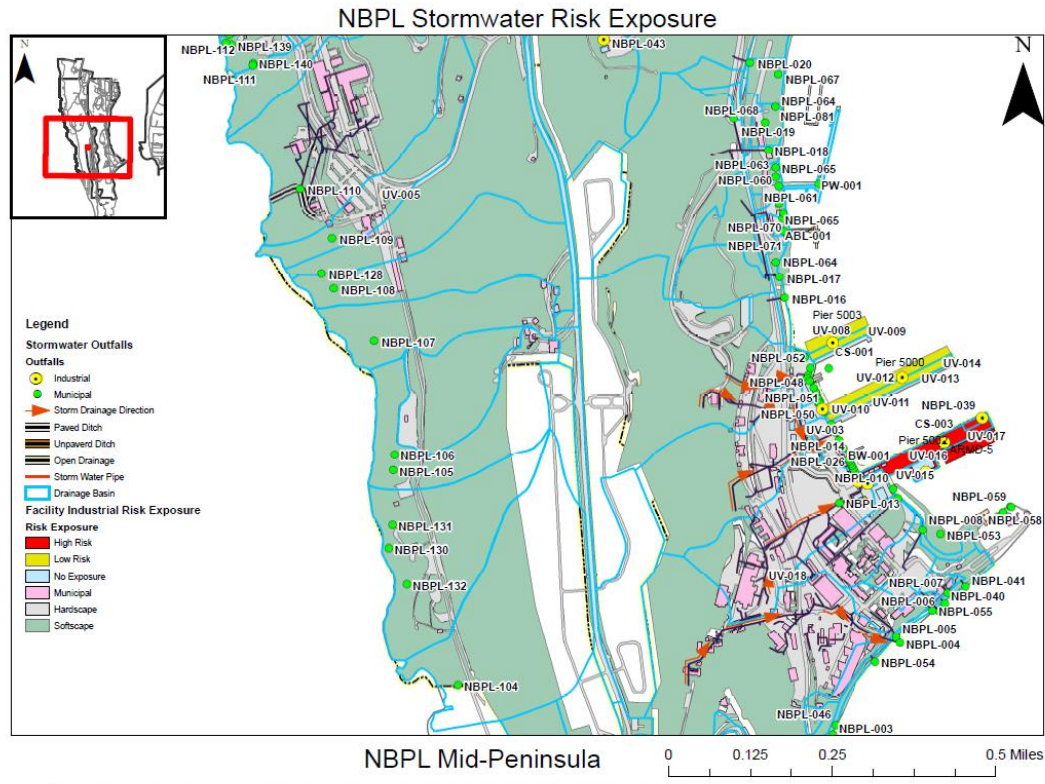 NBPL Stormwater Risk Exposure
N
N
NBPL-112
NBPL-139
NBPL-140
NBPL-111
NBPL-043
NBPL-020
NBPL-067
NBPL-064
NBPL-068
NBPL-081
NBPL-019
NBPL-018
NBPL-063
NBPL-065
NBPL-060
PW-001
NBPL-110
UV-005
NBPL-061
NBPL-065
NBPL-070
ABL-001
NBPL-109
NBPL-071
NBPL-064
NBPL-128
NBPL-017
NBPL-108
NBPL-016
Pier 5003
UV-008
UV-009
NBPL-107
CS-001
NBPL-052
Pier 5000
UV-014
UV-012
UV-013
NBPL-048
NBPL-051
UV-011
NBPL-050
UV-010
NBPL-039
CS-003
UV-003
UV-017
Pier 5002
NBPL-014
ARMD-5
NBPL-106
BW-001
UV-016
NBPL-026
NBPL-105
NBPL-010
UV-015
NBPL-059
NBPL-013
NBPL-008
NBPL-058
NBPL-131
NBPL-053
NBPL-130
UV-018
NBPL-007
NBPL-041
NBPL-132
NBPL-006
NBPL-040
NBPL-055
NBPL-005
NBPL-004
NBPL-054
NBPL-104
NBPL-046
NBPL-003
Legend
Stormwater Outfalls
Outfalls
Industrial
Municipal
Storm Drainage Direction
Paved Ditch
Unpaverd Ditch
Open Drainage
Storm Water Pipe
Drainage Basin
Facility Industrial Risk Exposure
Risk Exposure
High Risk
Low Risk
No Exposure
Municipal
Hardscape
Softscape
NBPL Mid-Peninsula
0 0.125 0.25 0.5 Miles